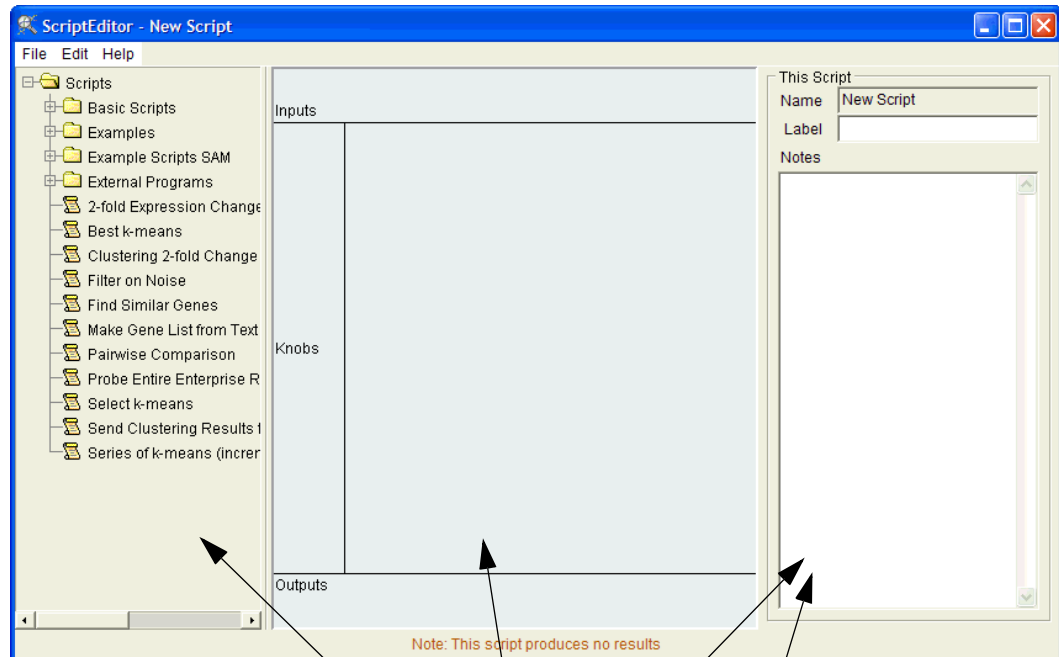 ScriptEditor - New Script
File Edit Help
Scripts
Basic Scripts
Examples
Example Scripts SAM
External Programs
2-fold Expression Change
Best k-means
Clustering 2-fold Change
Filter on Noise
Find Similar Genes
Make Gene List from Text
Pairwise Comparison
Probe Entire Enterprise R
Select k-means
Send Clustering Results
Series of k-means (increr
Inputs
Knobs
Outputs
This Script
Name New Script
Label
Notes
Note: This script produces no results